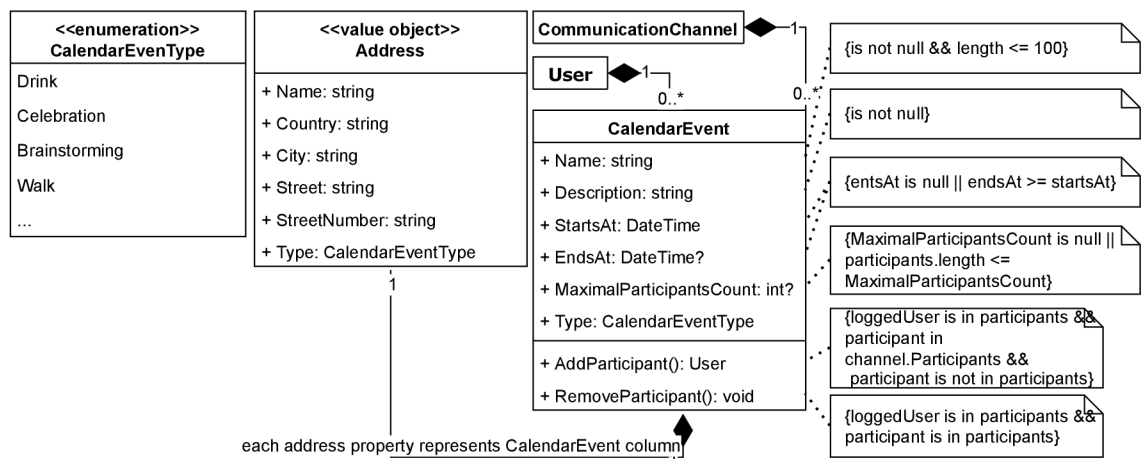 <<enumeration>>
CalendarEvenType
Drink
Celebration
Brainstorming
Walk
...
<<value object>>
Address
+ Name: string
+ Country: string
+ City: string
+ Street: string
+ StreetNumber: string
+ Type: CalendarEventType
1
CommunicationChannel
1
0..*
User
1
0..*
CalendarEvent
+ Name: string
+ Description: string
+ StartsAt: DateTime
+ EndsAt: DateTime?
+ MaximalParticipantsCount: int?
+ Type: CalendarEventType
+ AddParticipant(): User
+ RemoveParticipant(): void
each address property represents CalendarEvent column
{is not null && length <= 100}
{is not null}
{entsAt is null || endsAt >= startsAt}
{MaximalParticipantsCount is null ||
participants.length <=
MaximalParticipantsCount}
{loggedUser is in participants &&
participant in
channel.Participants &&
participant is not in participants}
{loggedUser is in participants &&
participant is in participants}